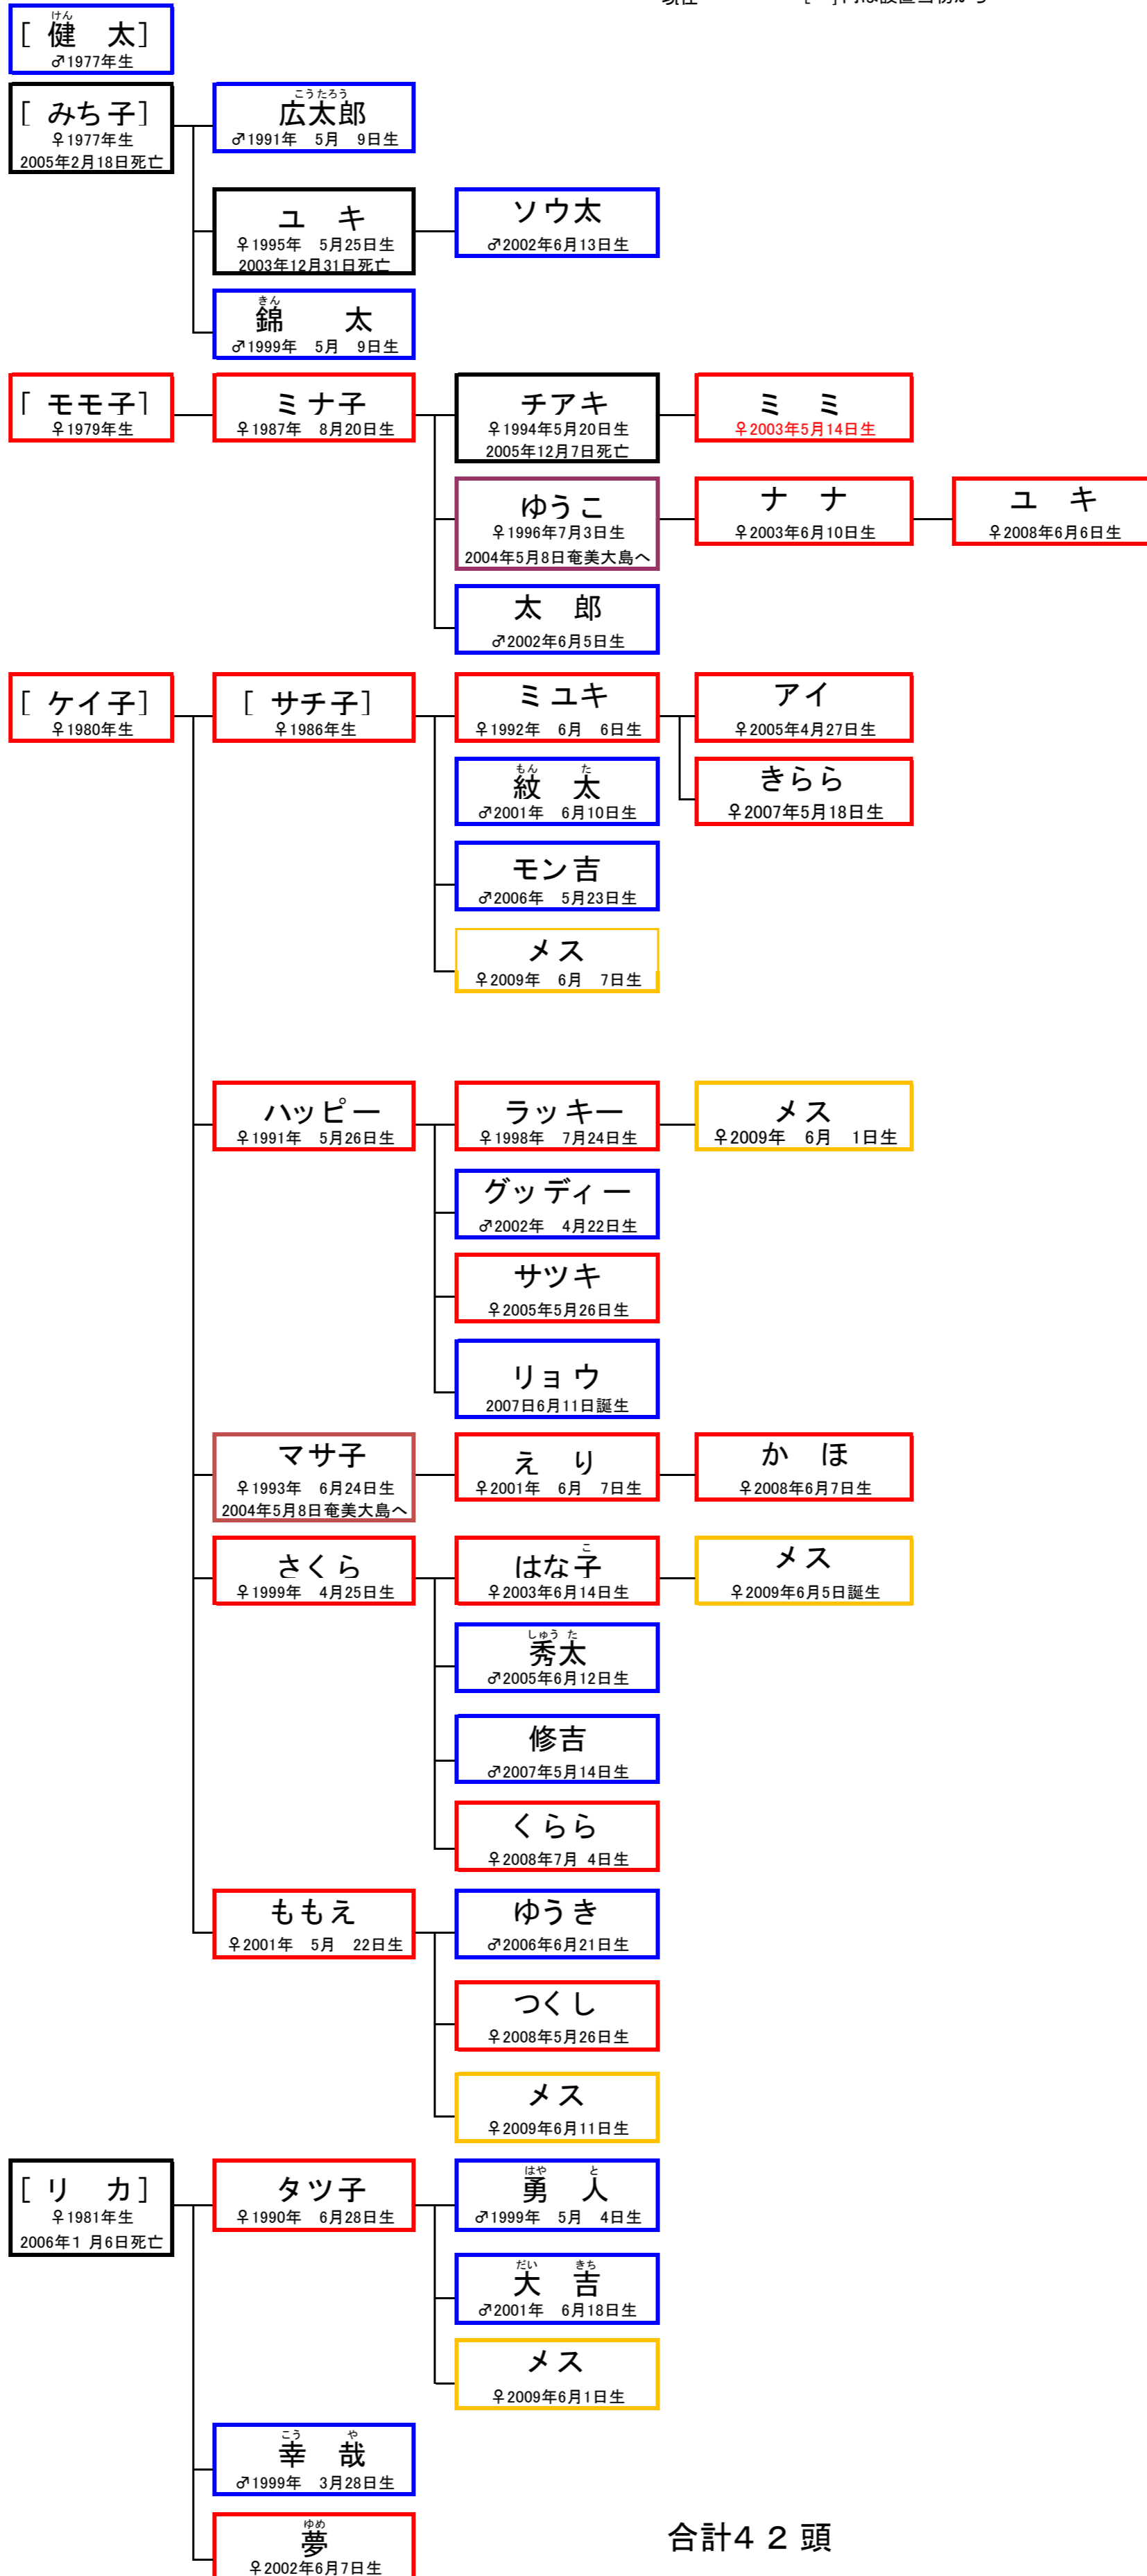 [ 健　太]
けん
♂1977年生
[ みち子]
♀1977年生
2005年2月18日死亡
こうたろう
広太郎
♂1991年　5月　9日生
ユ　キ
♀1995年　5月25日生
2003年12月31日死亡
ソウ太
♂2002年6月13日生
きん
錦　　太
♂1999年　5月　9日生
[ モモ子]
♀1979年生
ミナ子
♀1987年　8月20日生
チアキ
♀1994年5月20日生
2005年12月7日死亡
ミ　ミ
♀2003年5月14日生
ゆうこ
♀1996年7月3日生
2004年5月8日奄美大島へ
ナ　ナ
♀2003年6月10日生
ユ　キ
♀2008年6月6日生
太　郎
♂2002年6月5日生
[ ケイ子]
♀1980年生
[ サチ子]
♀1986年生
ミユキ
♀1992年　6月　6日生
アイ
♀2005年4月27日生
もん　た
紋　太
♂2001年　6月10日生
きらら
♀2007年5月18日生
モン吉
♂2006年　5月23日生
メス
♀2009年　6月　7日生
ハッピー
♀1991年　5月26日生
ラッキー
♀1998年　7月24日生
メス
♀2009年　6月　1日生
グッディー
♂2002年　4月22日生
サツキ
♀2005年5月26日生
リョウ
2007日6月11日誕生
マサ子
♀1993年　6月24日生
2004年5月8日奄美大島へ
え　り
♀2001年　6月　7日生
か　ほ
♀2008年6月7日生
さくら
♀1999年　4月25日生
こ
はな子
♀2003年6月14日生
メス
♀2009年6月5日誕生
しゅう た
秀太
♂2005年6月12日生
修吉
♂2007年5月14日生
くらら
♀2008年7月 4日生
ももえ
♀2001年　5月　22日生
ゆうき
♂2006年6月21日生
つくし
♀2008年5月26日生
メス
♀2009年6月11日生
[ リ　カ]
♀1981年生
2006年1 月6日死亡
タツ子
♀1990年　6月28日生
はや　と
勇　人
♂1999年　5月　4日生
だい　きち
大　吉
♂2001年　6月18日生
メス
♀2009年6月1日生
こう　や
幸　哉
♂1999年　3月28日生
ゆめ
夢
♀2002年6月7日生
合計4 2 頭